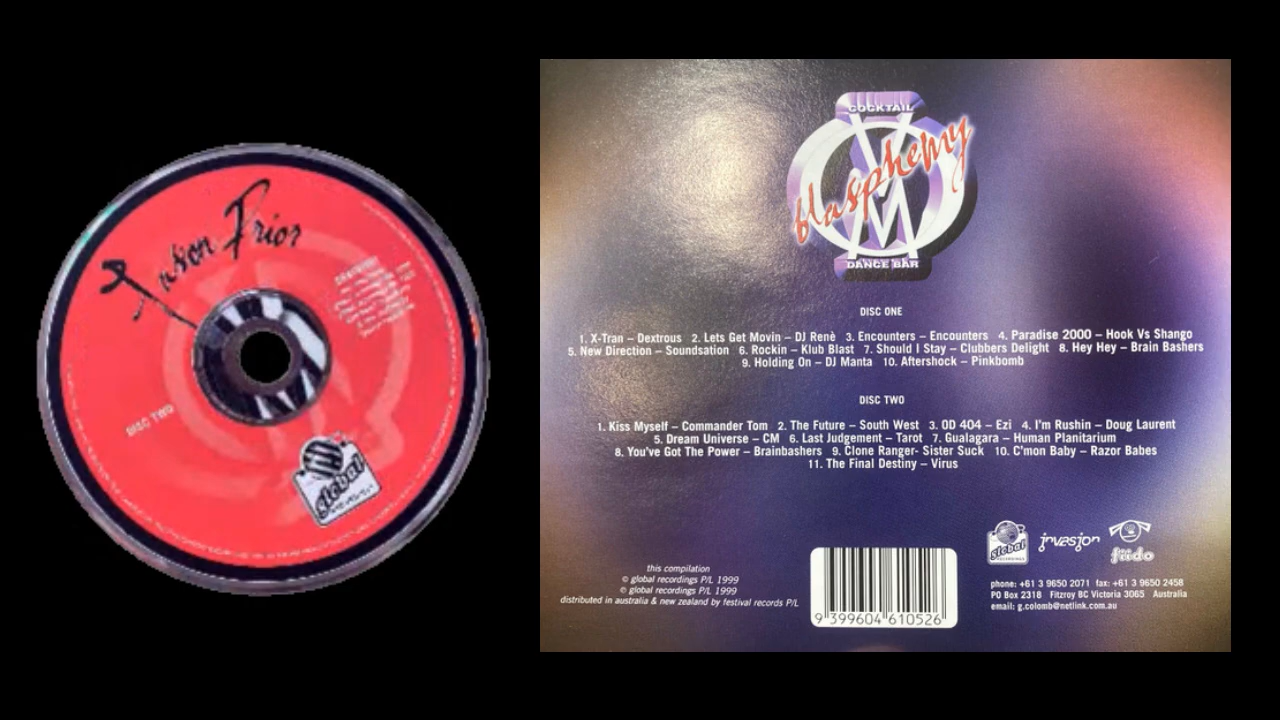 Jason Prior
DISC TWO
global
COCKTAIL
blasphemy
DANCE BAR
DISC ONE
1. X-Tran – Dextrous 2. Lets Get Movin – DJ Renè 3. Encounters – Encounters 4. Paradise 2000 – Hook Vs Shango
5. New Direction – Soundsation 6. Rockin – Klub Blast 7. Should I Stay – Clubbers Delight 8. Hey Hey – Brain Bashers
9. Holding On – DJ Manta 10. Aftershock – Pinkbomb
DISC TWO
1. Kiss Myself – Commander Tom 2. The Future – South West 3. OD 404 – Ezi 4. I'm Rushin – Doug Laurent
5. Dream Universe – CM 6. Last Judgement – Tarot 7. Gualagara – Human Planitarium
8. You've Got The Power – Brainbashers 9. Clone Ranger- Sister Suck 10. C'mon Baby – Razor Babes
11. The Final Destiny – Virus
global
RECORDINGS
invasion
fudo
this compilation
© global recordings P/L 1999
© global recordings P/L 1999
distributed in australia & new zealand by festival records P/L
9 399604 610526
phone: +61 3 9650 2071 fax: +61 3 9650 2458
PO Box 2318 Fitzroy BC Victoria 3065 Australia
email: g.colomb@netlink.com.au